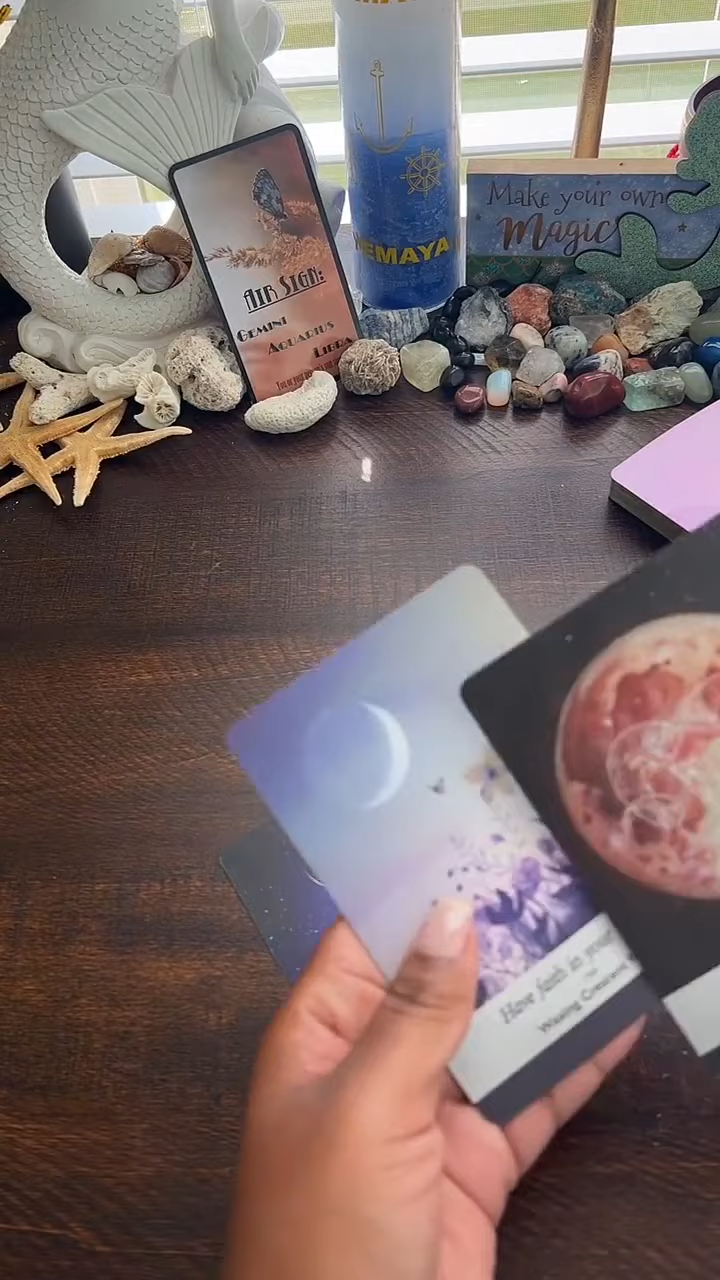 YEMAYA
Make your own
Magic
AIR SIGN:
GEMINI
AQUARIUS
LIBRA
Have faith in your
Waxing Crescent